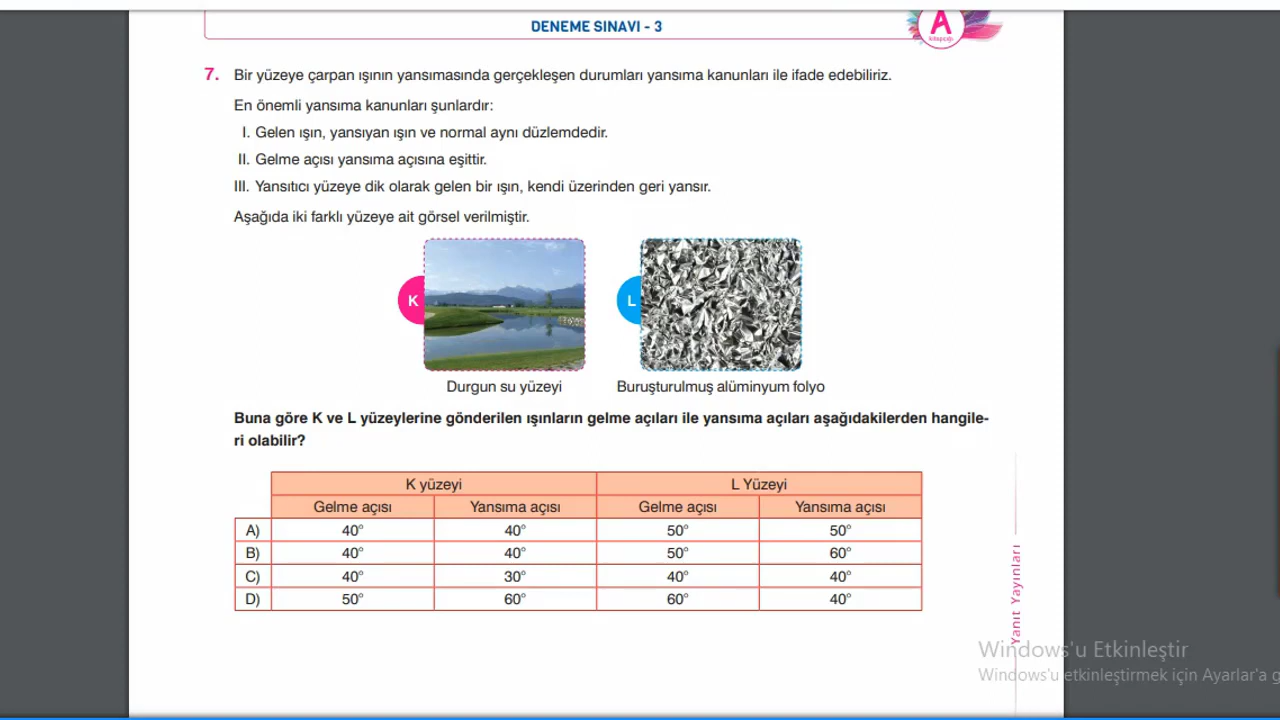 DENEME SINAVI - 3
A
kitapçığı
7. Bir yüzeye çarpan ışının yansımasında gerçekleşen durumları yansıma kanunları ile ifade edebiliriz.
En önemli yansıma kanunları şunlardır:
I. Gelen ışın, yansıyan ışın ve normal aynı düzlemdedir.
II. Gelme açısı yansıma açısına eşittir.
III. Yansıtıcı yüzeye dik olarak gelen bir ışın, kendi üzerinden geri yansır.
Aşağıda iki farklı yüzeye ait görsel verilmiştir.
K L
Durgun su yüzeyi Buruşturulmuş alüminyum folyo
Buna göre K ve L yüzeylerine gönderilen ışınların gelme açıları ile yansıma açıları aşağıdakilerden hangile-
ri olabilir?
K yüzeyi L Yüzeyi
Gelme açısı Yansıma açısı Gelme açısı Yansıma açısı
A) 40° 40° 50° 50°
B) 40° 40° 50° 60°
C) 40° 30° 40° 40°
D) 50° 60° 60° 40°
Yanıt Yayınları
Windows'u Etkinleştir
Windows'u etkinleştirmek için Ayarlar'a g